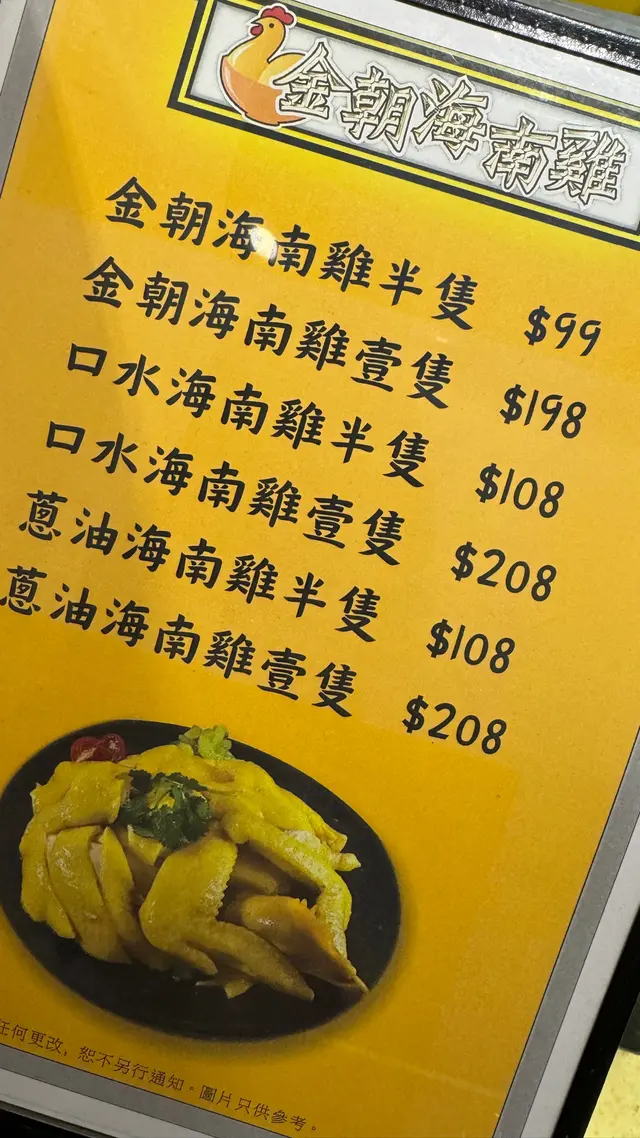 金朝海南雞
金朝海南雞半隻 $99
金朝海南雞壹隻 $198
口水海南雞半隻 $108
口水海南雞壹隻 $208
蔥油海南雞半隻 $108
蔥油海南雞壹隻 $208
任何更改，恕不另行通知。圖片只供參考。